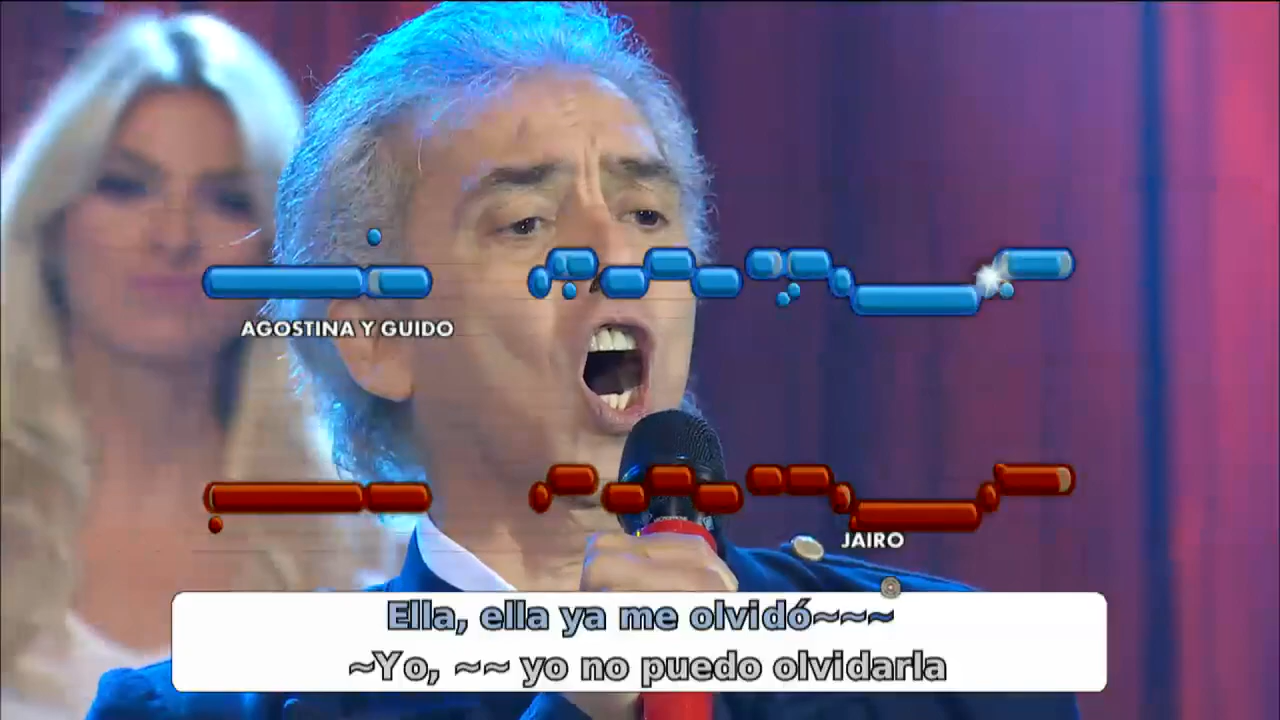 AGOSTINA Y GUIDO
JAIRO
Ella, ella ya me olvidó~~~
~Yo, ~~ yo no puedo olvidarla